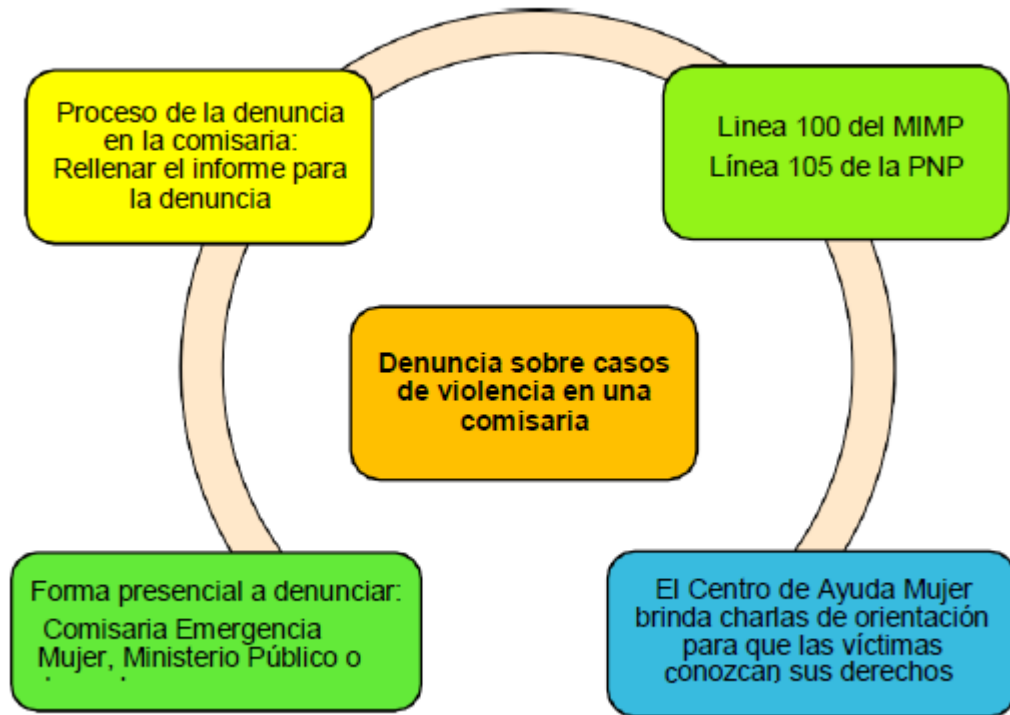 Proceso de la denuncia
en la comisaria:
Rellenar el informe para
la denuncia
Linea 100 del MIMP
Línea 105 de la PNP
Denuncia sobre casos
de violencia en una
comisaria
Forma presencial a denunciar:
Comisaria Emergencia
Mujer, Ministerio Público o
El Centro de Ayuda Mujer
brinda charlas de orientación
para que las víctimas
conozcan sus derechos